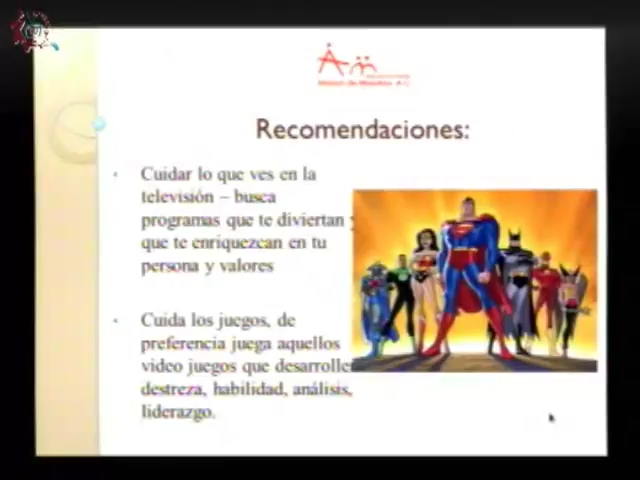 Recomendaciones:
Cuidar lo que ves en la
televisión – busca
programas que te diviertan y
que te enriquezcan en tu
persona y valores
Cuida los juegos, de
preferencia juega aquellos
video juegos que desarrolle
destreza, habilidad, análisis,
liderazgo.